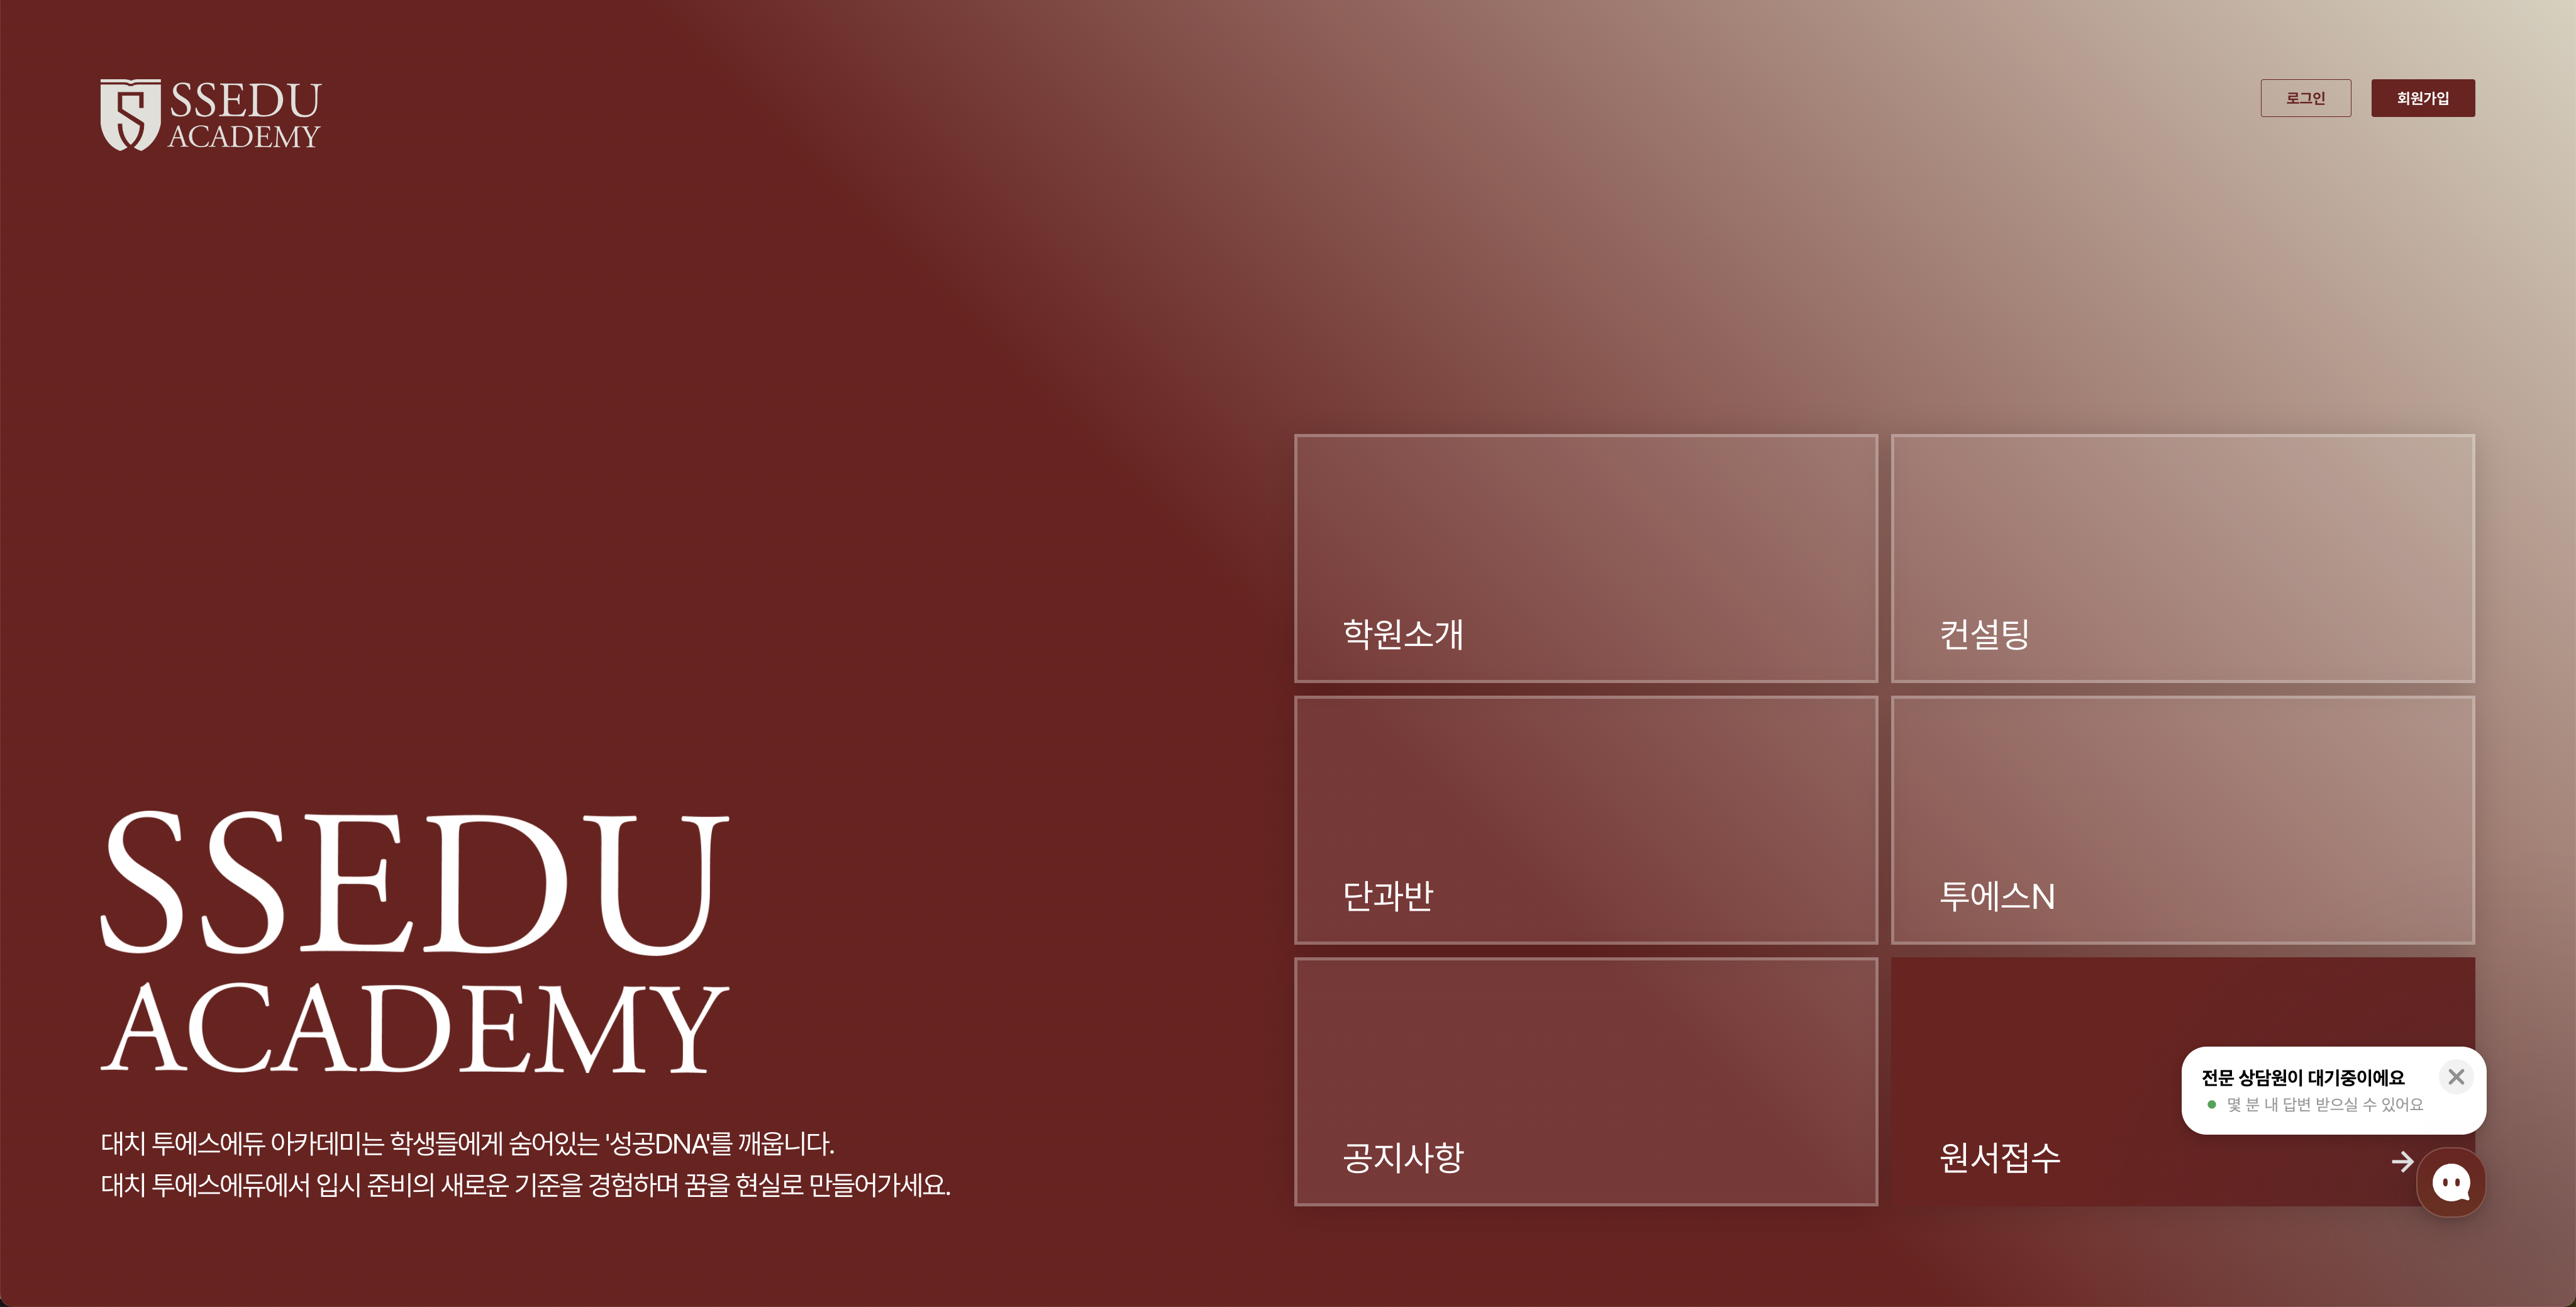 SSEDU
ACADEMY
로그인
회원가입
학원소개
컨설팅
단과반
투에스N
SSEDU
ACADEMY
대치 투에스에듀 아카데미는 학생들에게 숨어있는 '성공DNA'를 깨웁니다.
대치 투에스에듀에서 입시 준비의 새로운 기준을 경험하며 꿈을 현실로 만들어가세요.
공지사항
원서접수
전문 상담원이 대기중이에요
몇 분 내 답변 받으실 수 있어요